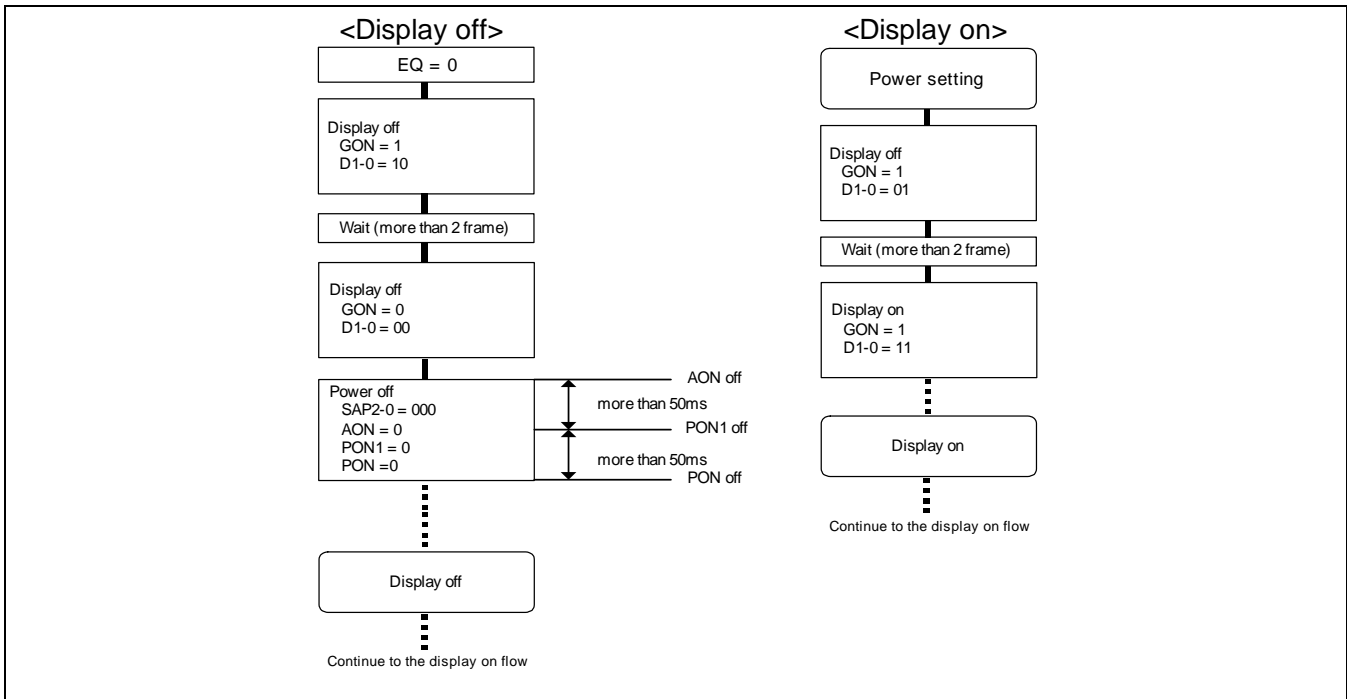 <Display off>
EQ = 0
Display off
GON = 1
D1-0 = 10
Wait (more than 2 frame)
Display off
GON = 0
D1-0 = 00
Power off
SAP2-0 = 000
AON = 0
PON1 = 0
PON =0
AON off
more than 50ms
PON1 off
more than 50ms
PON off
Display off
Continue to the display on flow
<Display on>
Power setting
Display off
GON = 1
D1-0 = 01
Wait (more than 2 frame)
Display on
GON = 1
D1-0 = 11
Display on
Continue to the display on flow